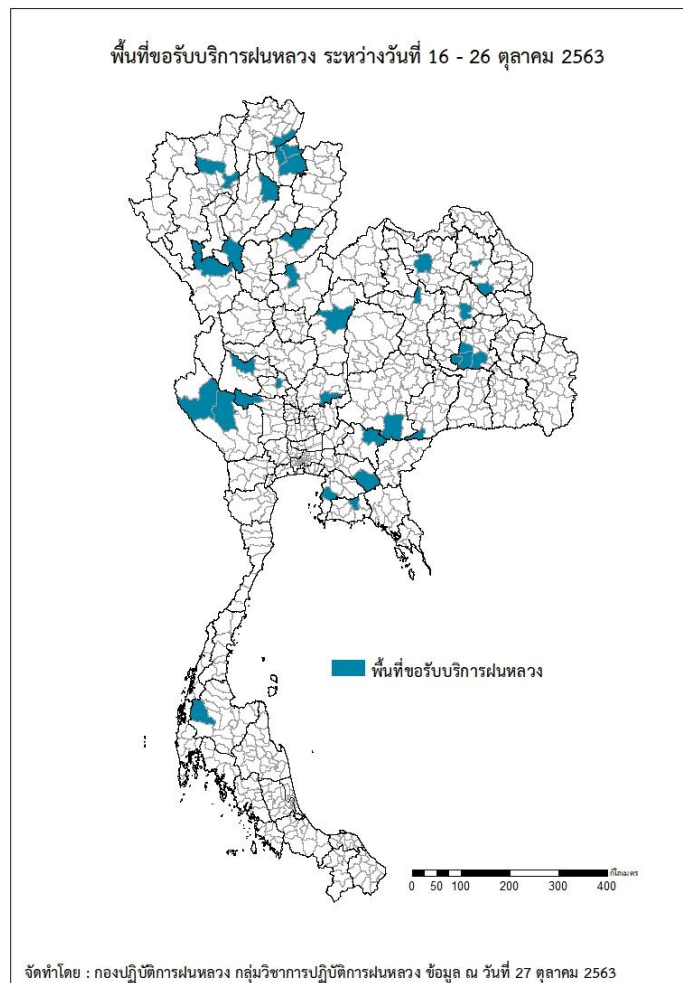 พื้นที่ขอรับบริการฝนหลวง ระหว่างวันที่ 16 - 26 ตุลาคม 2563
พื้นที่ขอรับบริการฝนหลวง
กิโลเมตร
0 50 100 200 300 400
จัดทำโดย : กองปฏิบัติการฝนหลวง กลุ่มวิชาการปฏิบัติการฝนหลวง ข้อมูล ณ วันที่ 27 ตุลาคม 2563